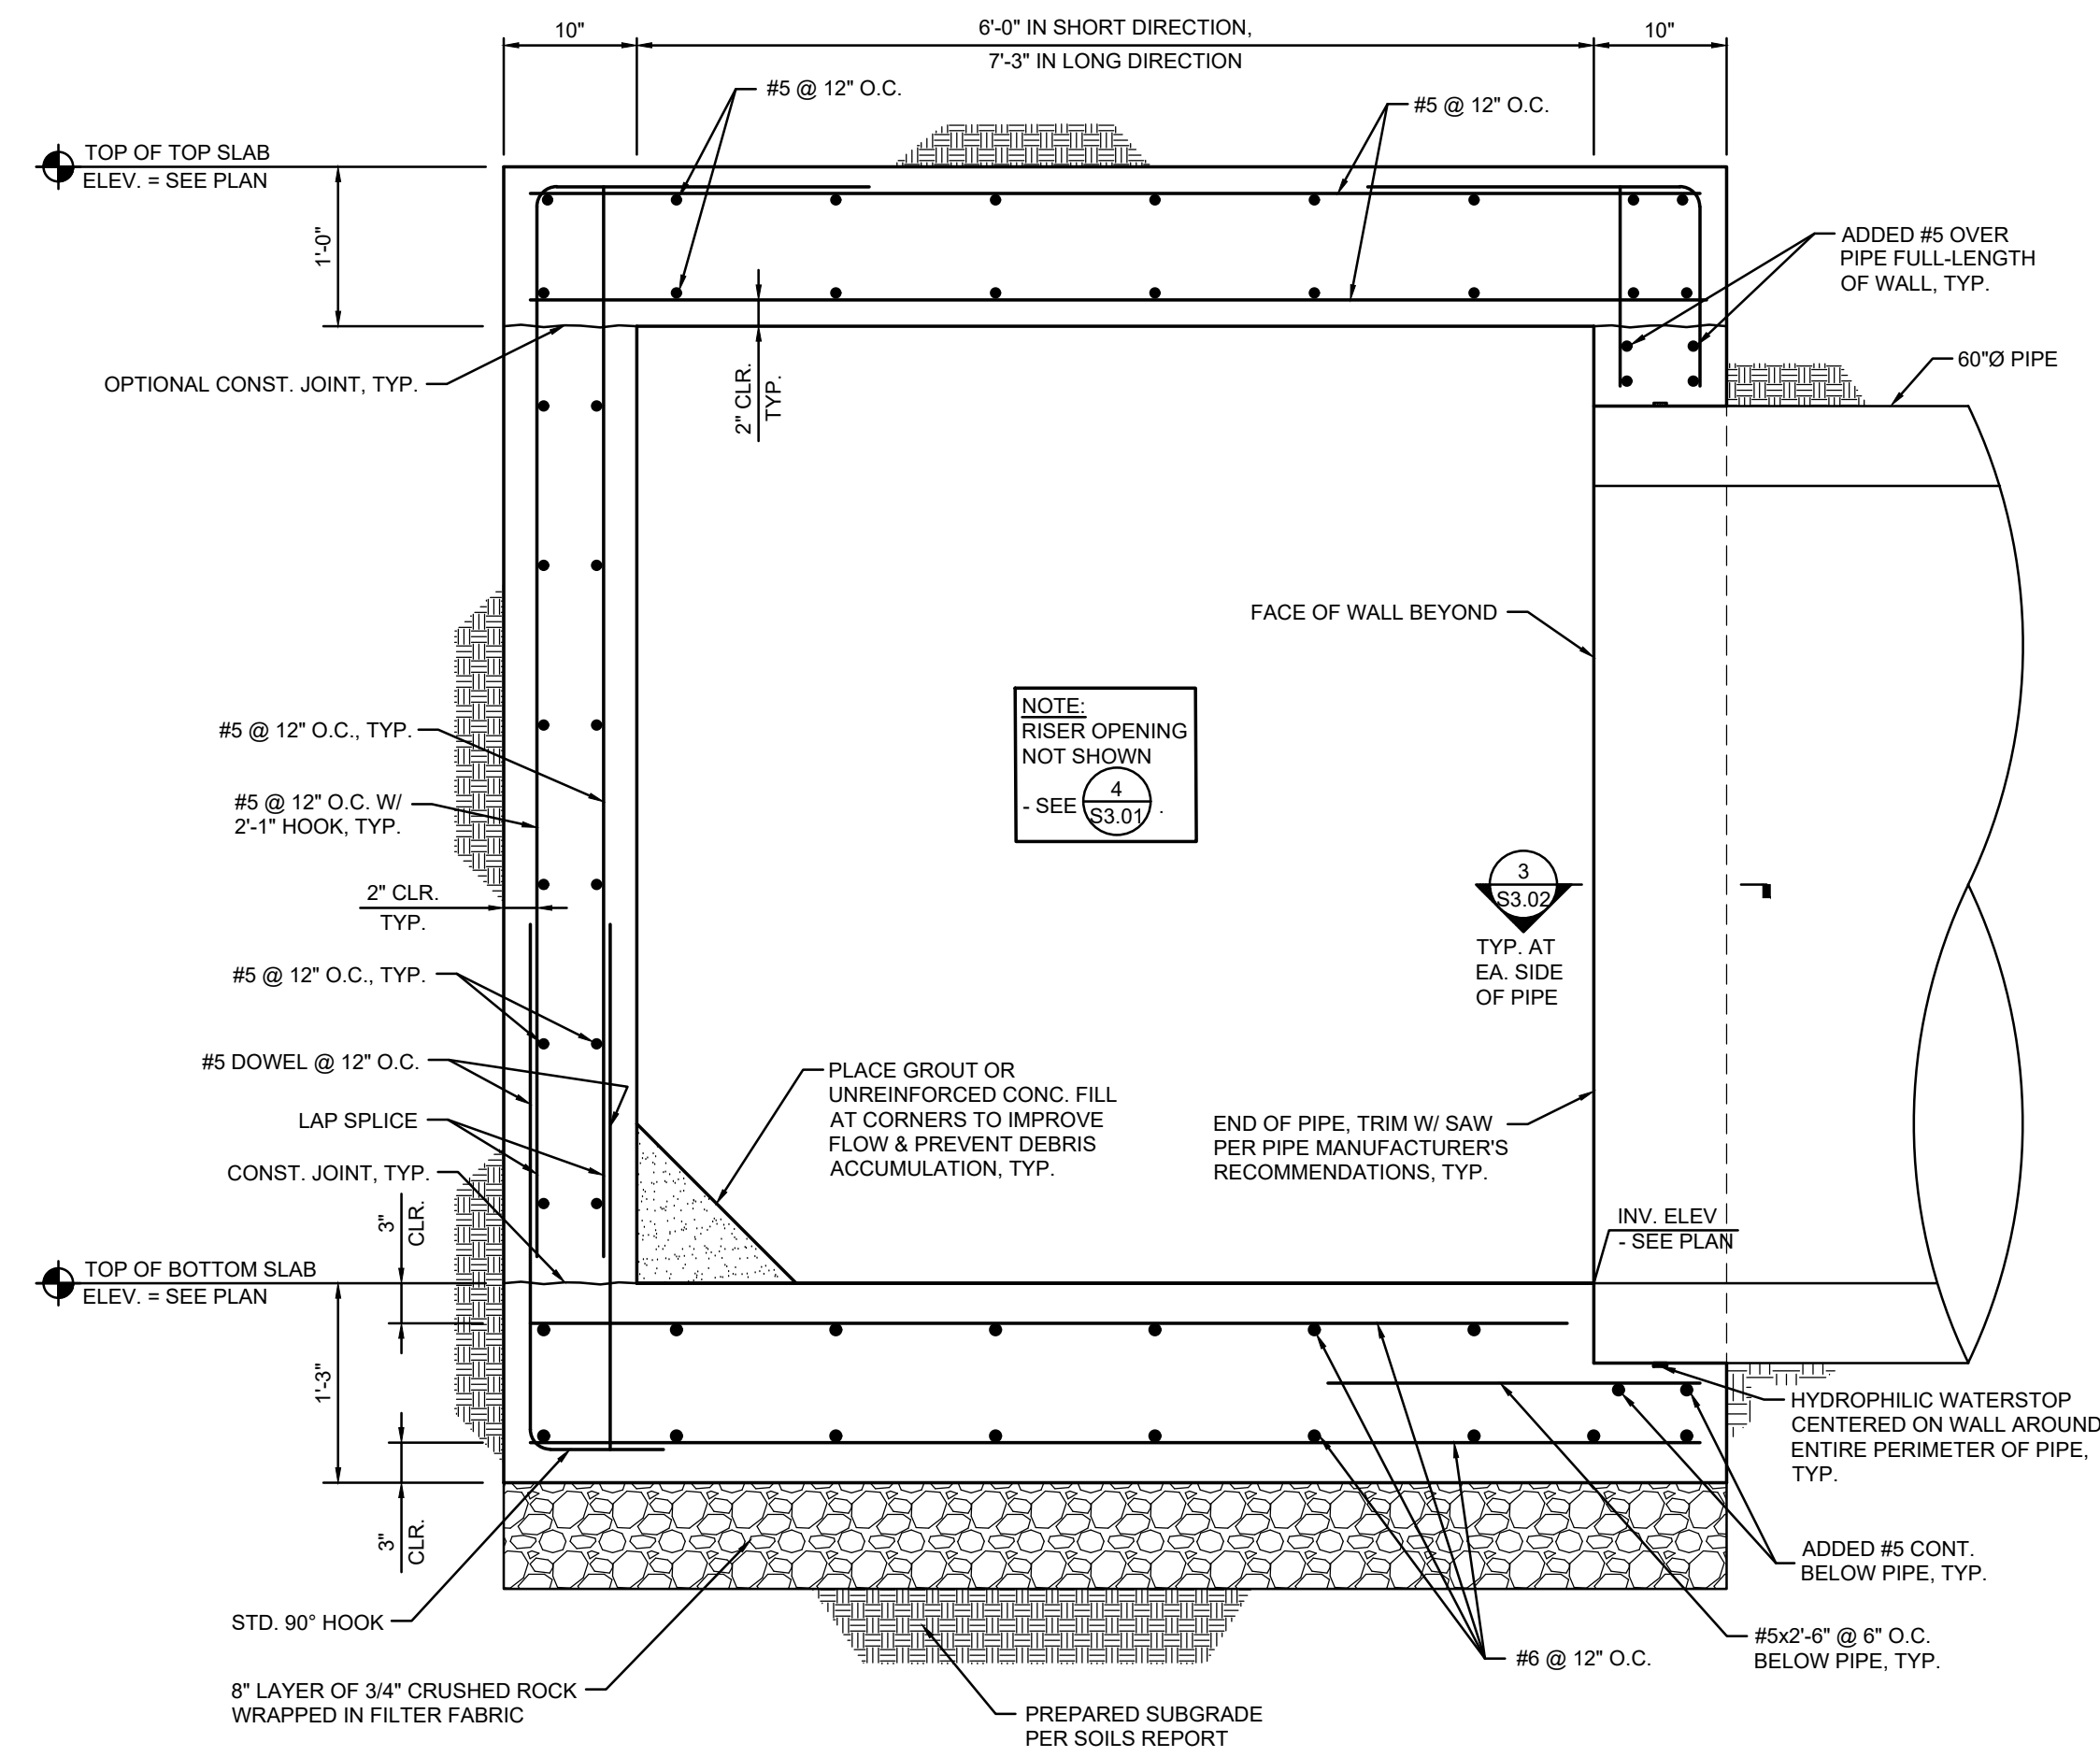 10"
6'-0" IN SHORT DIRECTION,
7'-3" IN LONG DIRECTION
10"
#5 @ 12" O.C.
#5 @ 12" O.C.
TOP OF TOP SLAB
ELEV. = SEE PLAN
1'-0"
ADDED #5 OVER
PIPE FULL-LENGTH
OF WALL, TYP.
OPTIONAL CONST. JOINT, TYP.
2" CLR.
TYP.
60"Ø PIPE
FACE OF WALL BEYOND
NOTE:
RISER OPENING
NOT SHOWN
- SEE 4
S3.01 .
#5 @ 12" O.C., TYP.
#5 @ 12" O.C. W/
2'-1" HOOK, TYP.
2" CLR.
TYP.
3
S3.02
TYP. AT
EA. SIDE
OF PIPE
#5 @ 12" O.C., TYP.
#5 DOWEL @ 12" O.C.
LAP SPLICE
CONST. JOINT, TYP.
PLACE GROUT OR
UNREINFORCED CONC. FILL
AT CORNERS TO IMPROVE
FLOW & PREVENT DEBRIS
ACCUMULATION, TYP.
END OF PIPE, TRIM W/ SAW
PER PIPE MANUFACTURER'S
RECOMMENDATIONS, TYP.
3"
CLR.
INV. ELEV
- SEE PLAN
TOP OF BOTTOM SLAB
ELEV. = SEE PLAN
1'-3"
HYDROPHILIC WATERSTOP
CENTERED ON WALL AROUND
ENTIRE PERIMETER OF PIPE,
TYP.
3"
CLR.
ADDED #5 CONT.
BELOW PIPE, TYP.
STD. 90° HOOK
#5x2'-6" @ 6" O.C.
BELOW PIPE, TYP.
#6 @ 12" O.C.
8" LAYER OF 3/4" CRUSHED ROCK
WRAPPED IN FILTER FABRIC
PREPARED SUBGRADE
PER SOILS REPORT